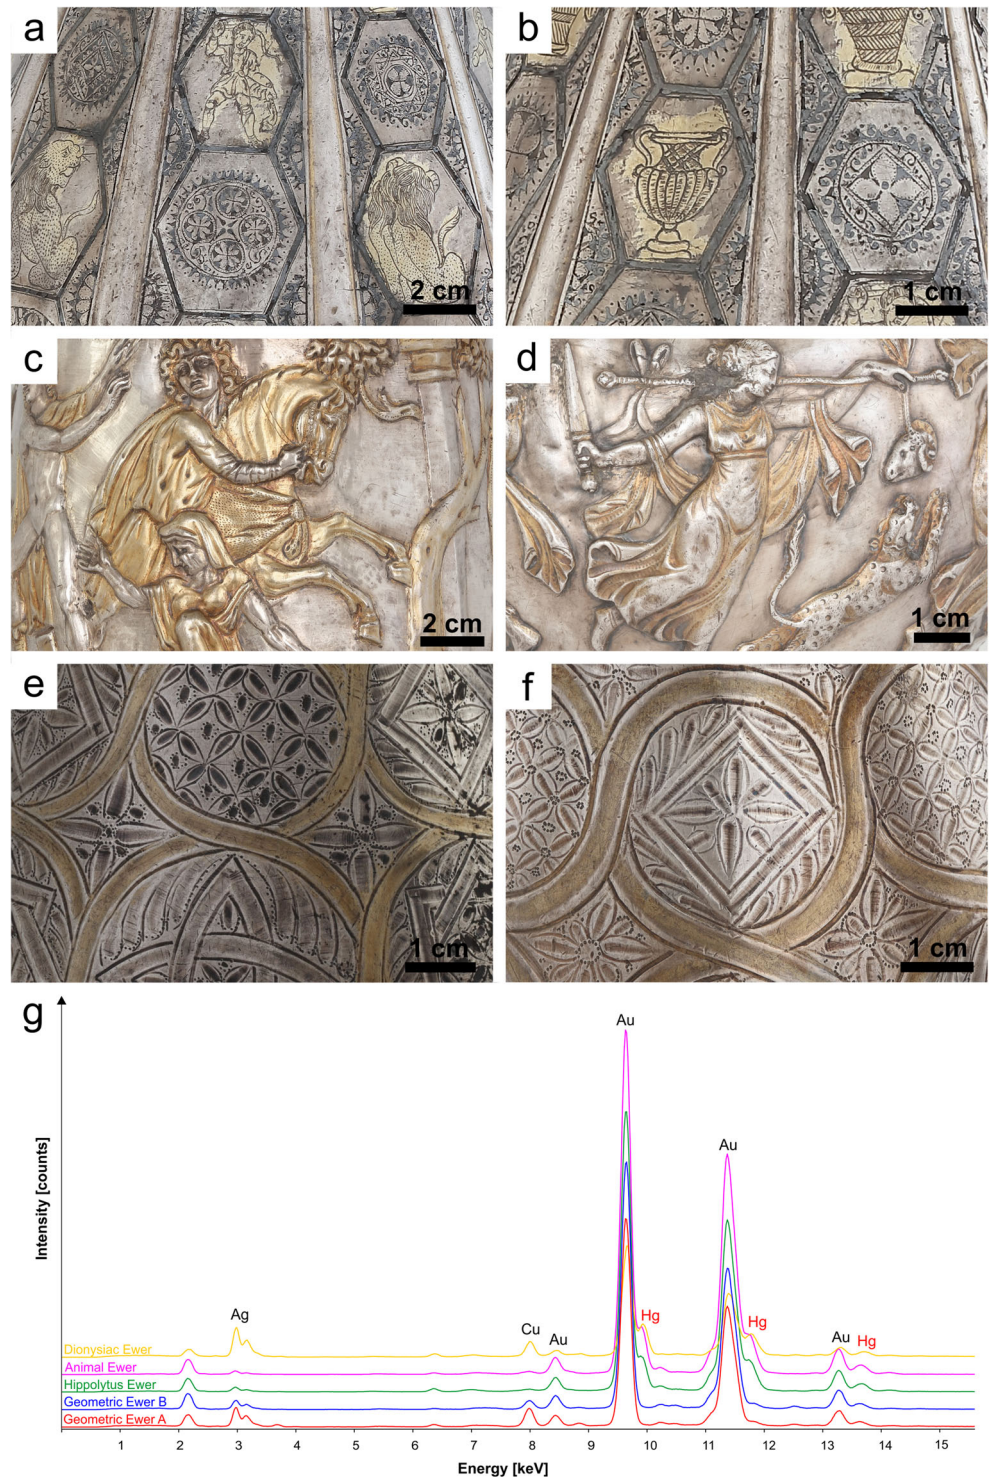 a
b
2 cm
1 cm
c
d
2 cm
1 cm
e
f
1 cm
1 cm
g
Au
Au
Hg
Ag
Hg
Cu
Au
Au
Hg
Intensity [counts]
Dionysiac Ewer
Animal Ewer
Hippolytus Ewer
Geometric Ewer B
Geometric Ewer A
1 2 3 4 5 6 7 8 9 10 11 12 13 14 15
Energy [keV]